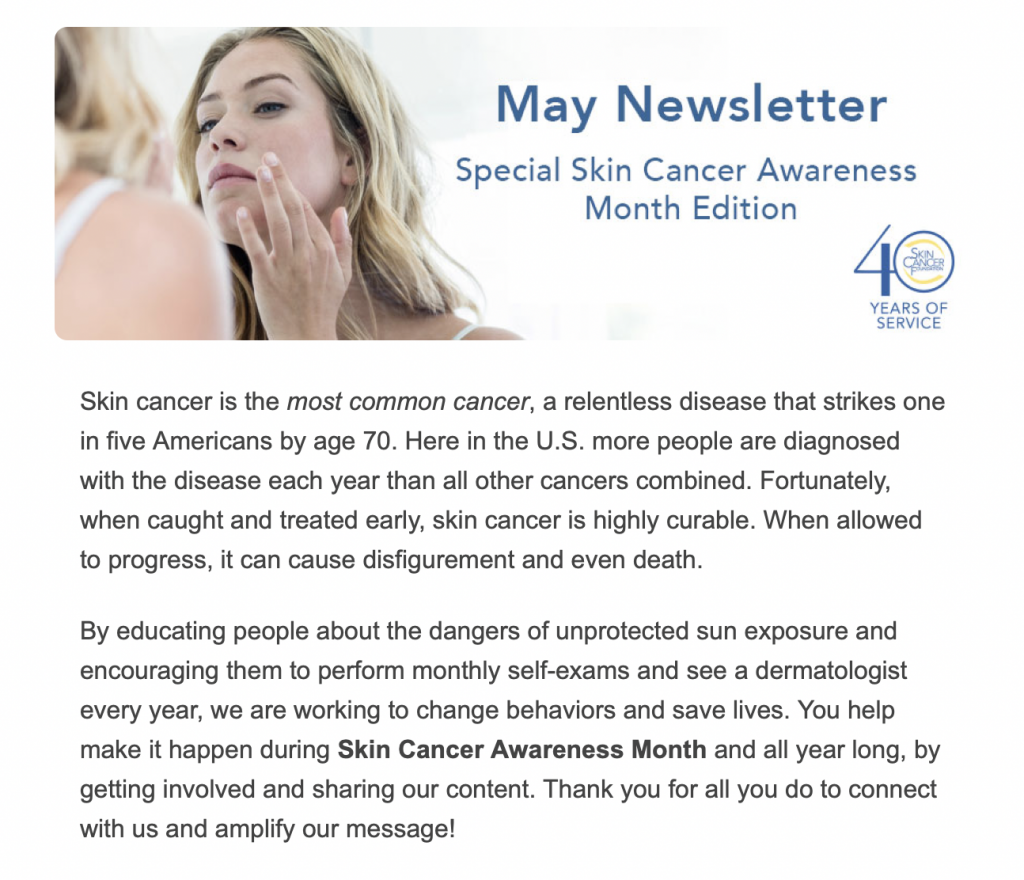 May Newsletter
Special Skin Cancer Awareness
Month Edition
40
SKIN
CANCER
FOUNDATION
YEARS OF
SERVICE
Skin cancer is the most common cancer, a relentless disease that strikes one
in five Americans by age 70. Here in the U.S. more people are diagnosed
with the disease each year than all other cancers combined. Fortunately,
when caught and treated early, skin cancer is highly curable. When allowed
to progress, it can cause disfigurement and even death.
By educating people about the dangers of unprotected sun exposure and
encouraging them to perform monthly self-exams and see a dermatologist
every year, we are working to change behaviors and save lives. You help
make it happen during Skin Cancer Awareness Month and all year long, by
getting involved and sharing our content. Thank you for all you do to connect
with us and amplify our message!